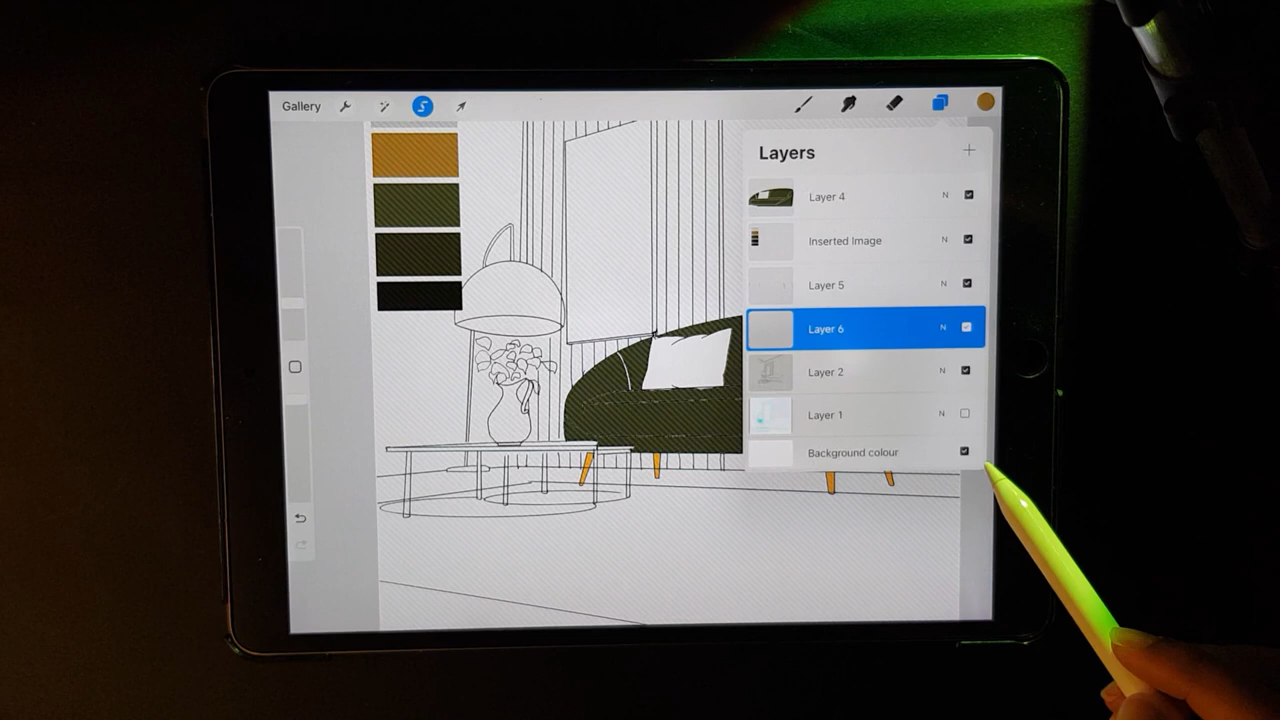 Gallery
Layers
Layer 4 N
Inserted Image N
Layer 5 N
Layer 6 N
Layer 2 N
Layer 1 N
Background colour